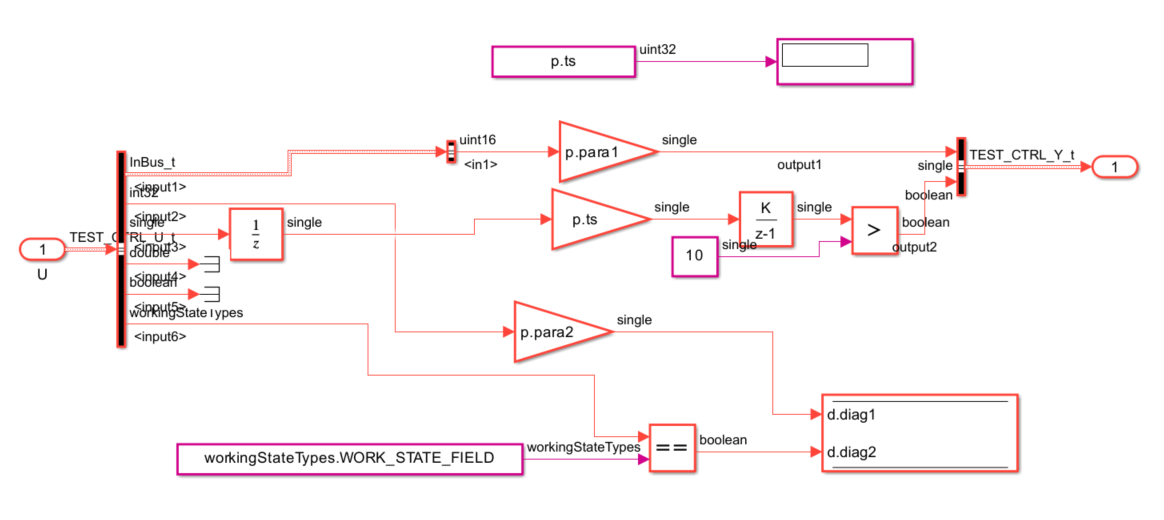 p.ts
uint32
InBus_t
<input1>
int32
<input2>
single
<input3>
double
<input4>
boolean
<input5>
workingStateTypes
<input6>
TEST_CTRL_U_t
1
U
1
z
single
uint16
<in1>
p.para1
single
output1
p.ts
single
K
z-1
single
10
single
>
boolean
output2
single
boolean
TEST_CTRL_Y_t
1
p.para2
single
workingStateTypes.WORK_STATE_FIELD
workingStateTypes
==
boolean
d.diag1
d.diag2